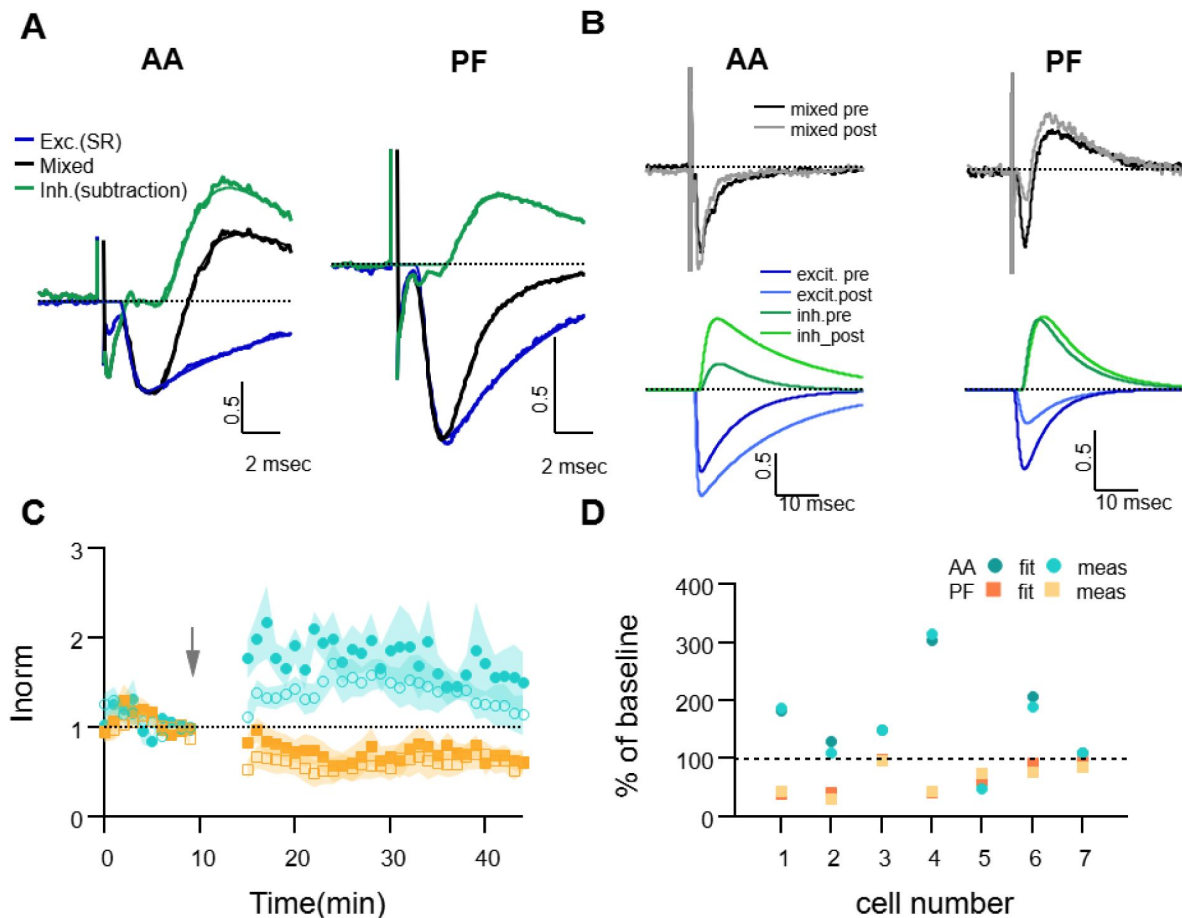 A
AA
PF
Exc.(SR)
Mixed
Inh.(subtraction)
0.5
2 msec
0.5
2 msec
B
AA
PF
mixed pre
mixed post
excit. pre
excit.post
inh.pre
inh_post
0.5
10 msec
0.5
10 msec
C
3
2
1
0
Inorm
0 10 20 30 40
Time(min)
D
AA fit meas
PF fit meas
400
300
200
100
0
% of baseline
1 2 3 4 5 6 7
cell number